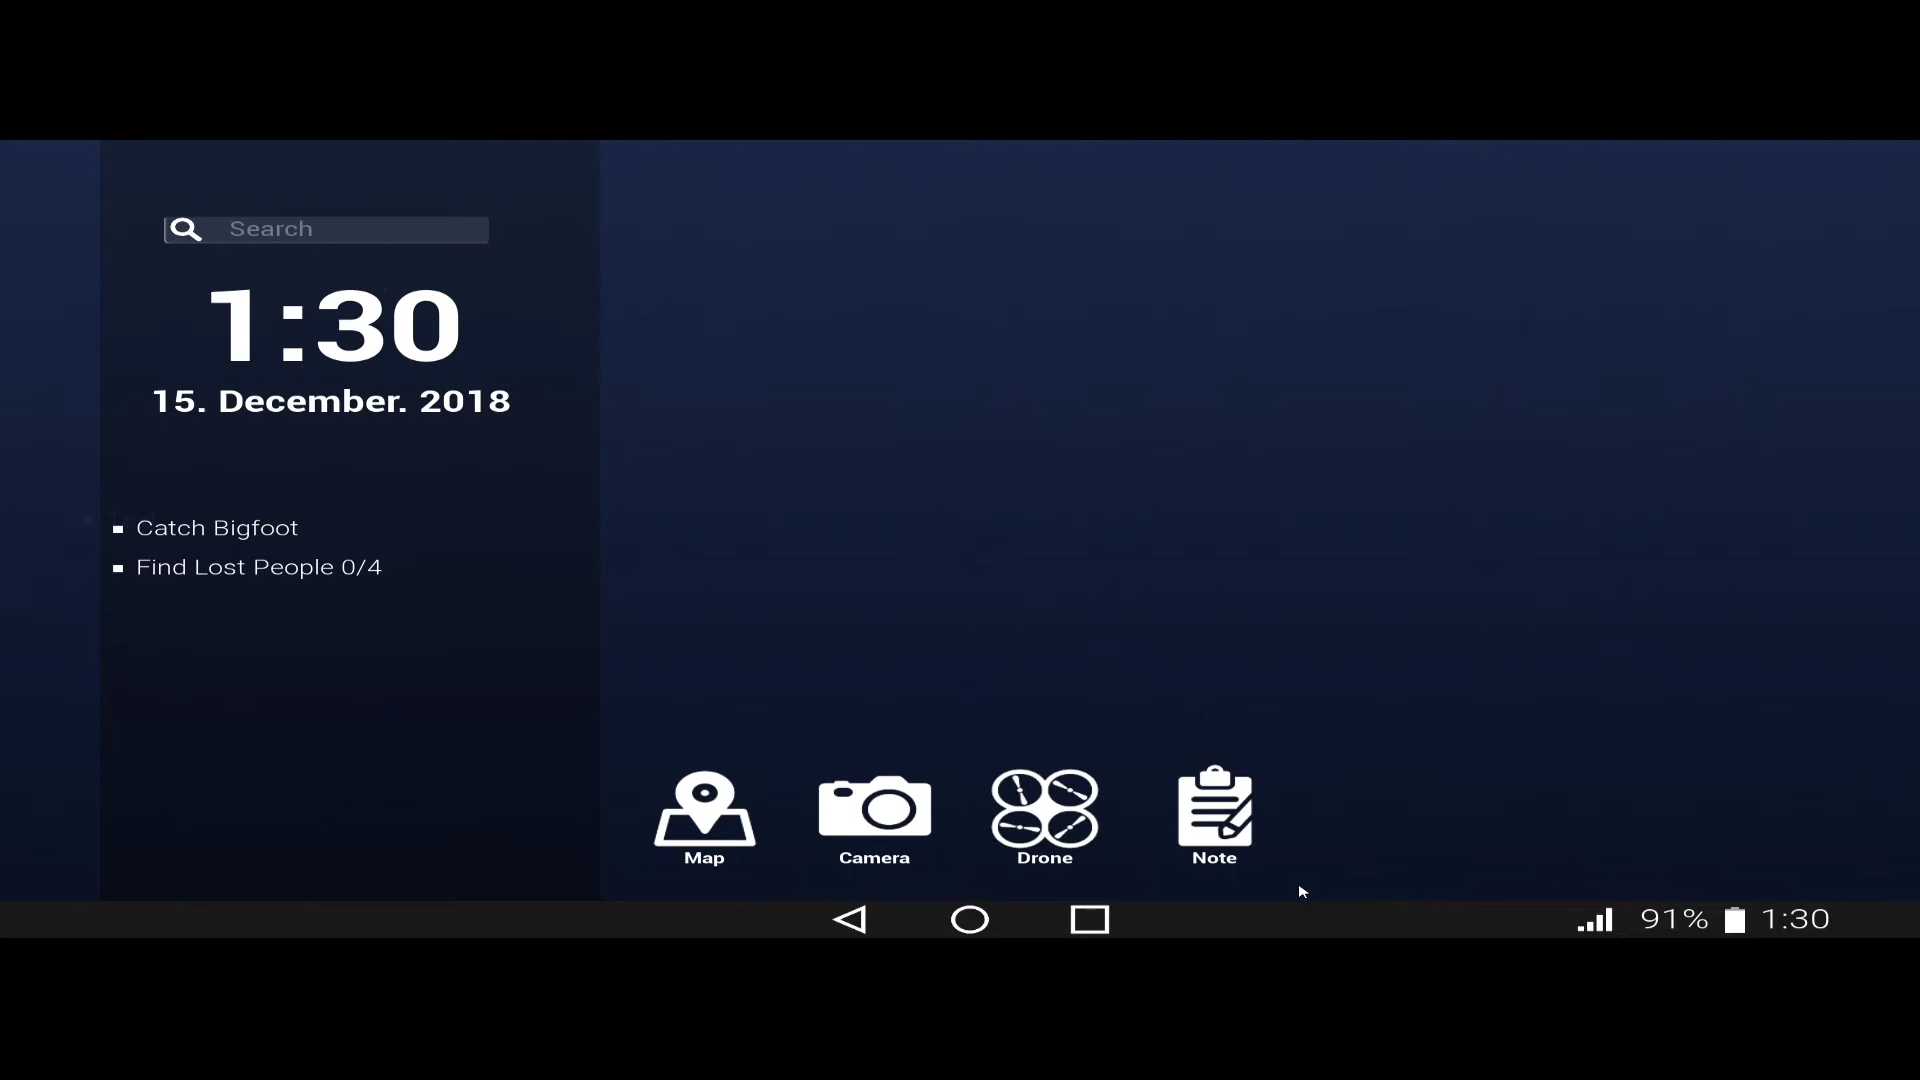 Search
1:30
15. December. 2018
Catch Bigfoot
Find Lost People 0/4
Map
Camera
Drone
Note
91% 1:30